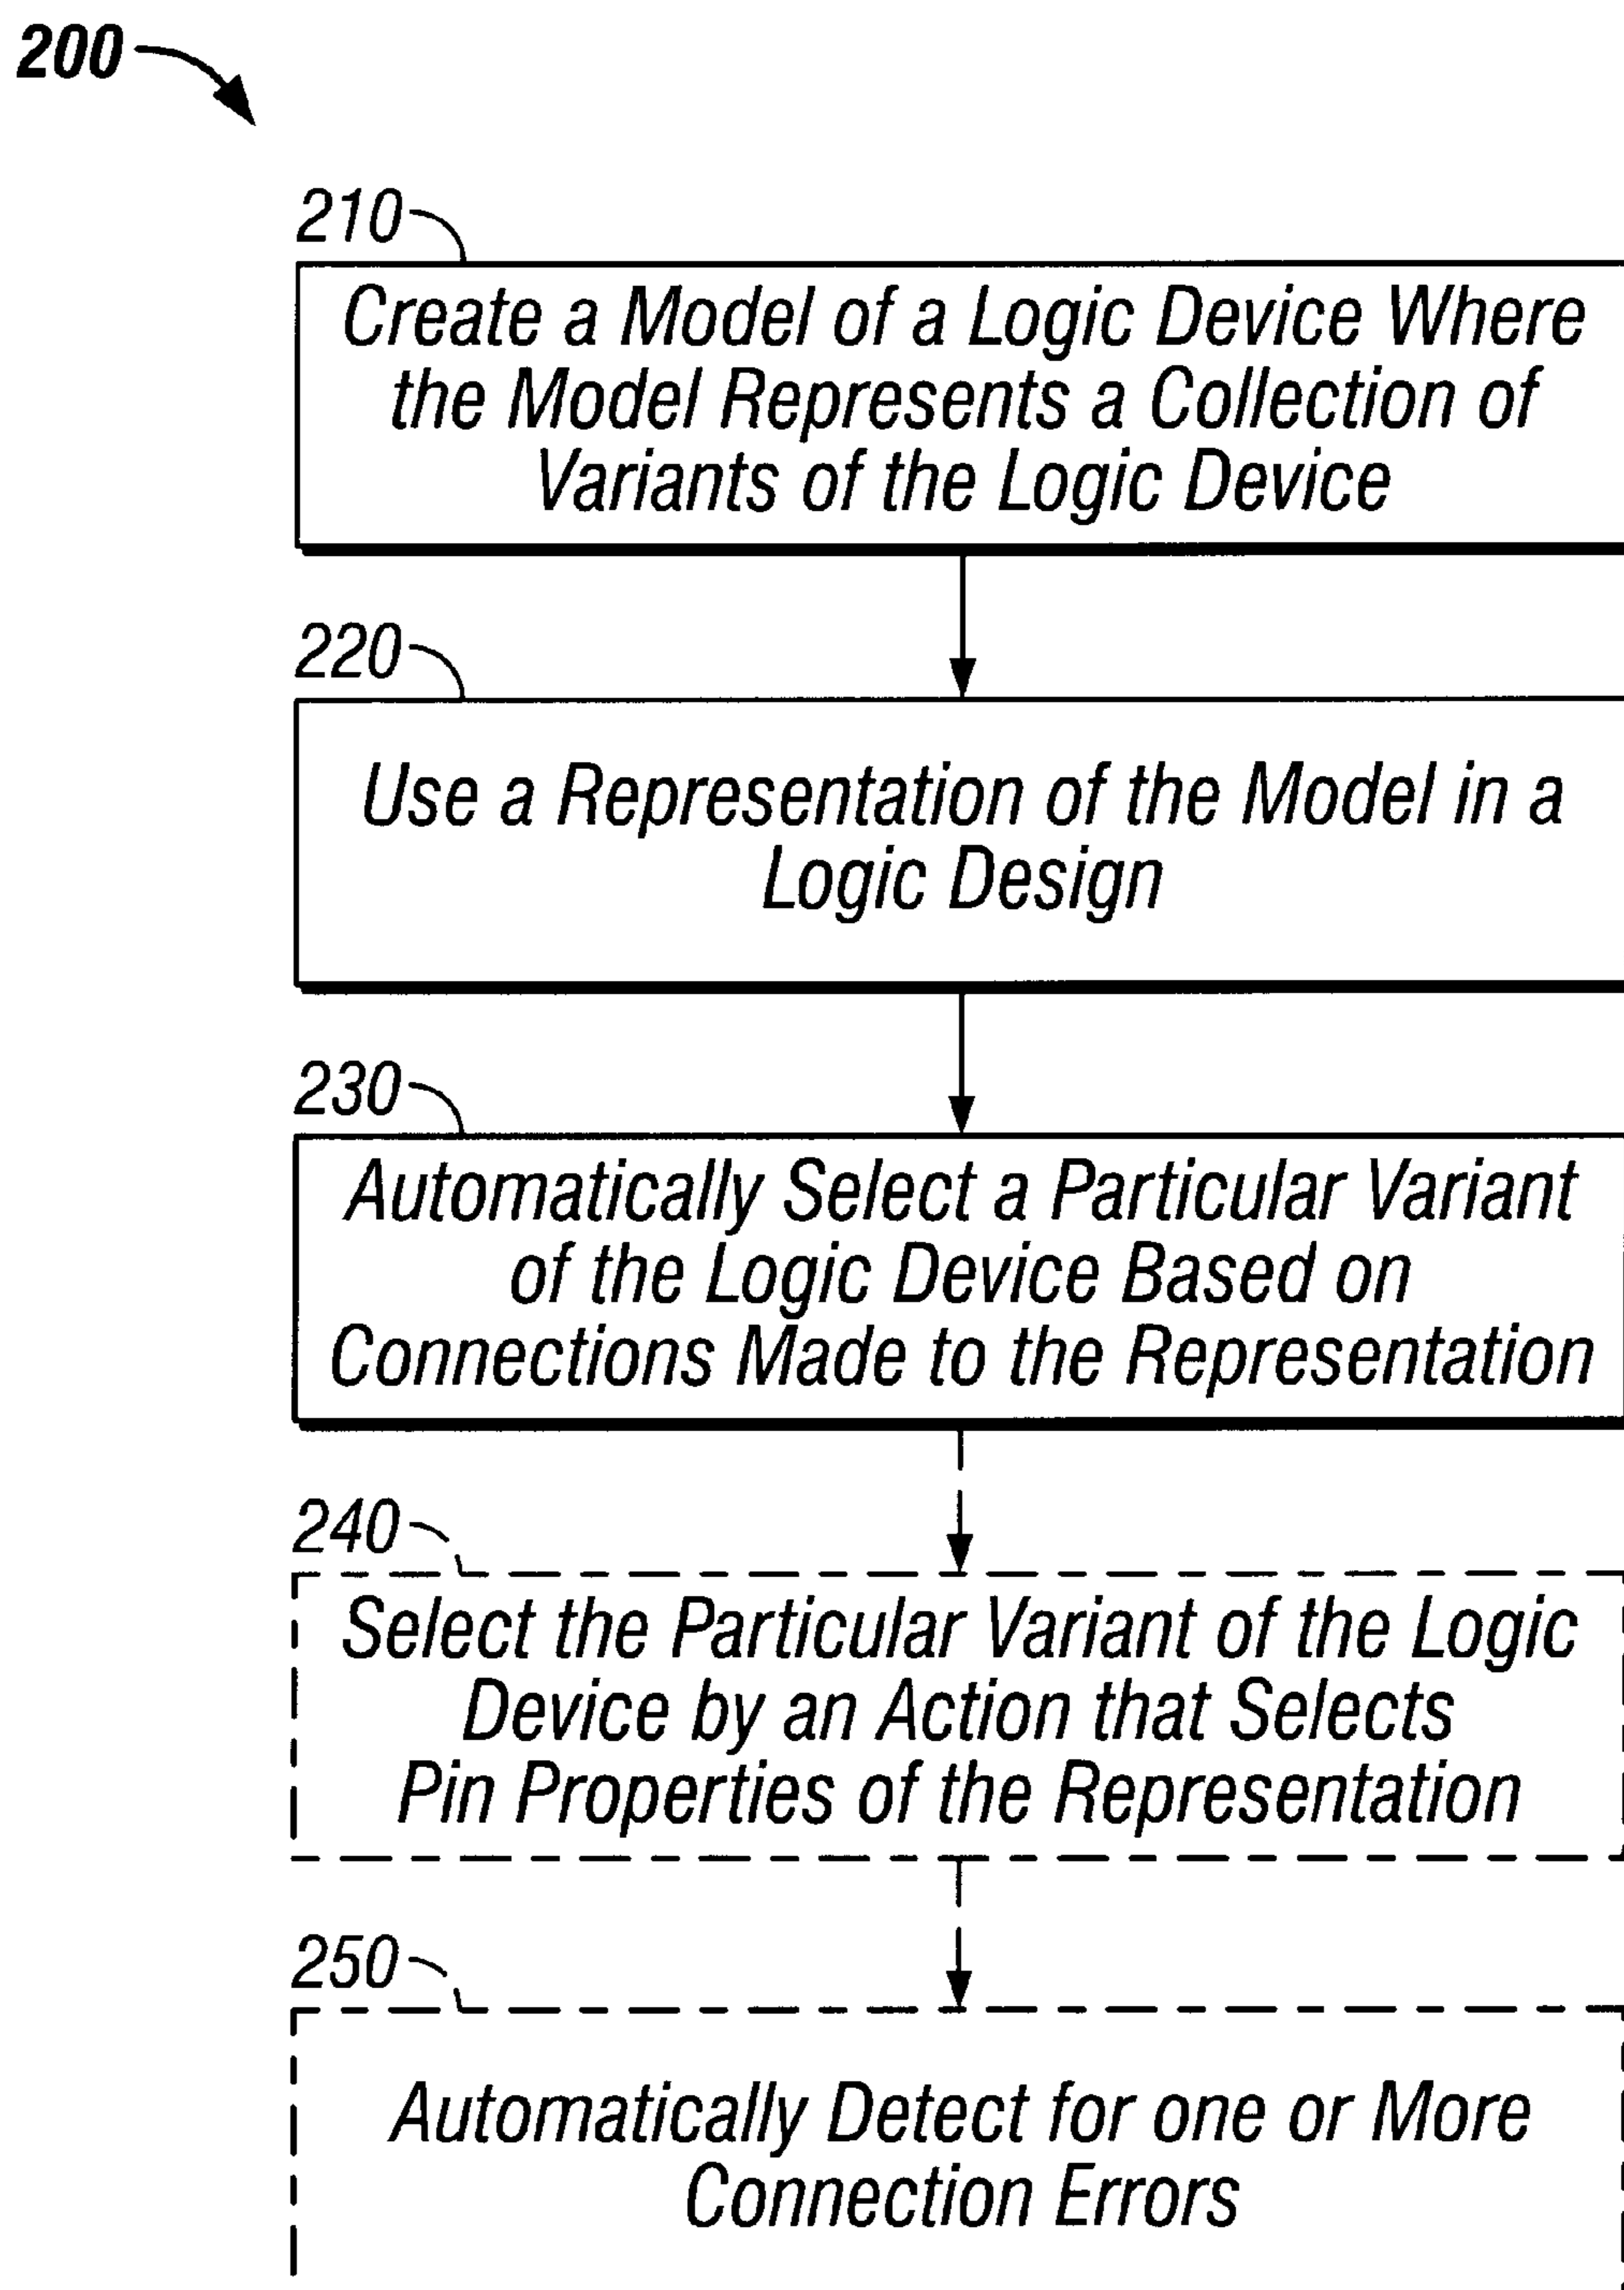 200
210
Create a Model of a Logic Device Where
the Model Represents a Collection of
Variants of the Logic Device
220
Use a Representation of the Model in a
Logic Design
230
Automatically Select a Particular Variant
of the Logic Device Based on
Connections Made to the Representation
240
Select the Particular Variant of the Logic
Device by an Action that Selects
Pin Properties of the Representation
250
Automatically Detect for one or More
Connection Errors